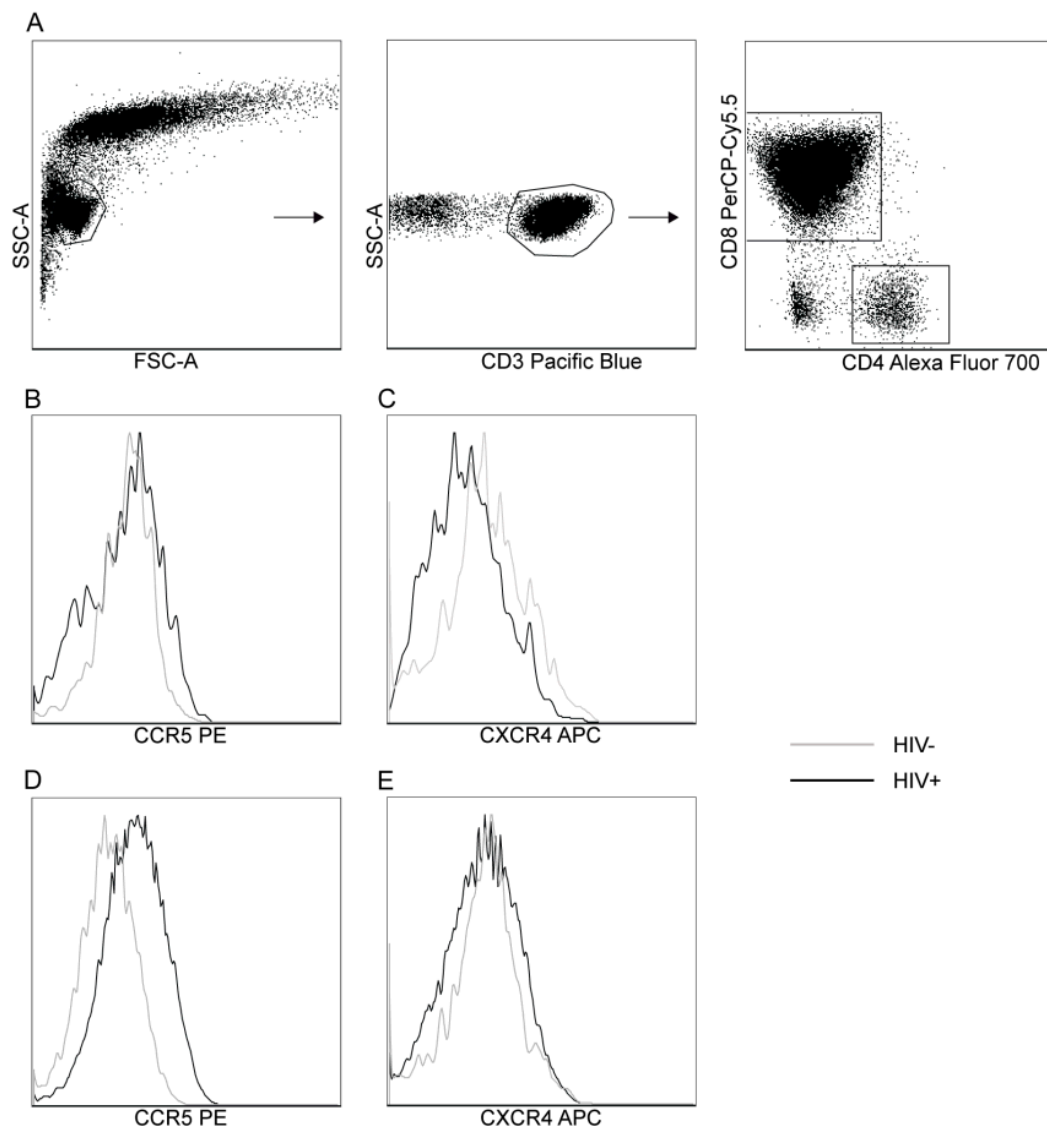 A
SSC-A
FSC-A
SSC-A
CD3 Pacific Blue
CD8 PerCP-Cy5.5
CD4 Alexa Fluor 700
B
CCR5 PE
C
CXCR4 APC
HIV-
HIV+
D
CCR5 PE
E
CXCR4 APC